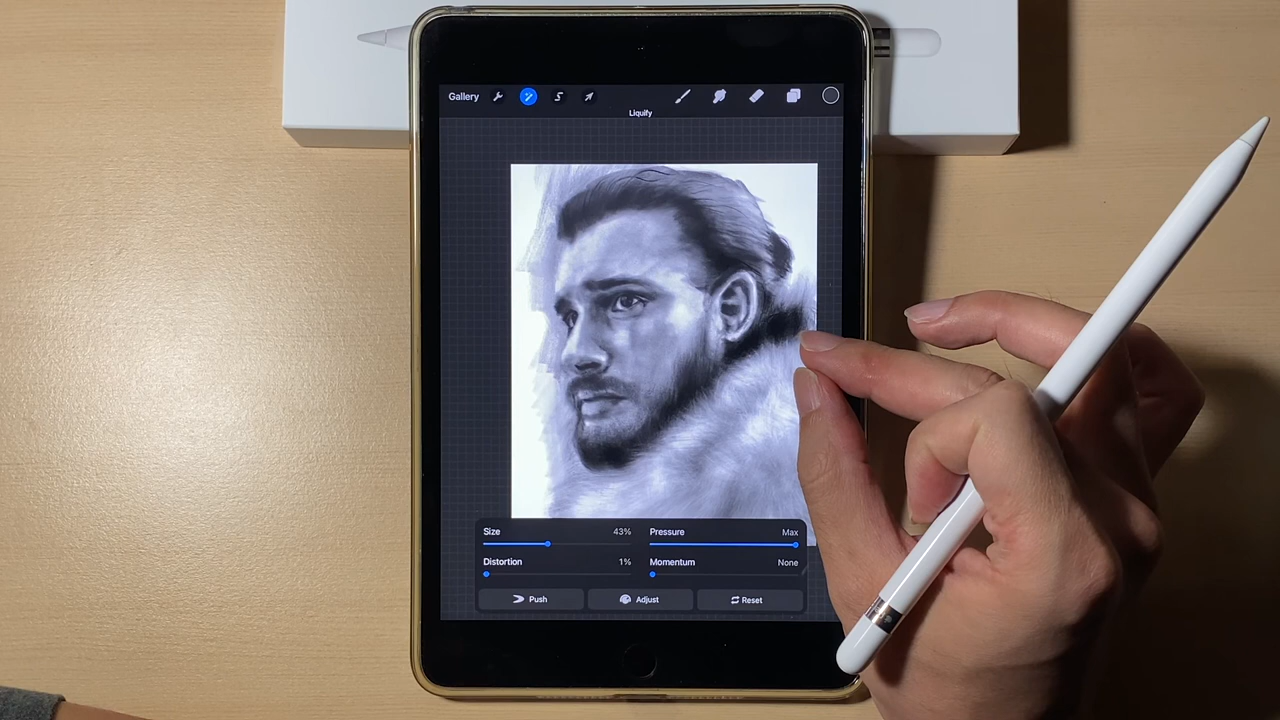 Gallery
Liquify
Size 43% Pressure Max
Distortion 1% Momentum None
Push Adjust Reset